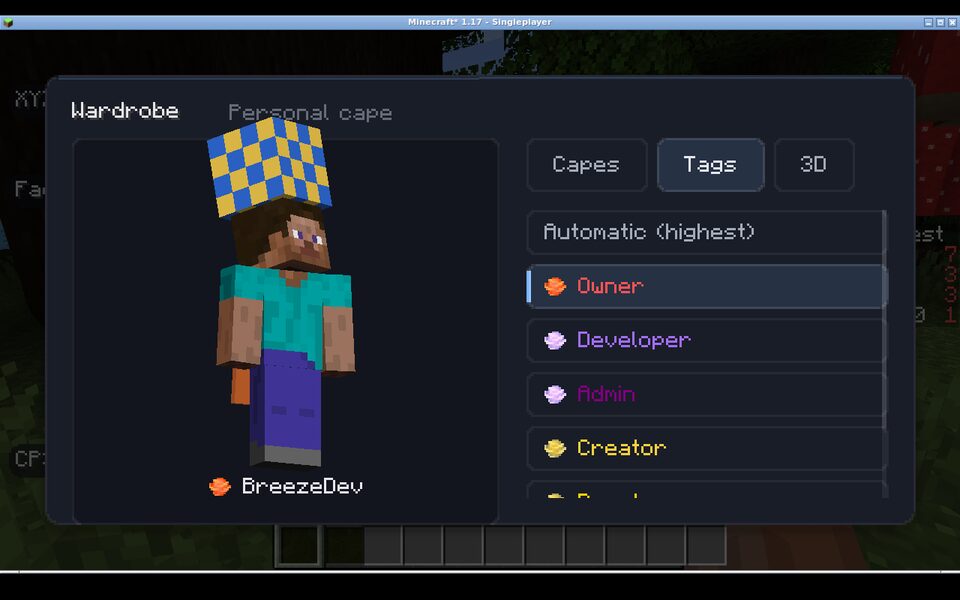 Minecraft* 1.17 - Singleplayer
Wardrobe
Personal cape
Capes
Tags
3D
Automatic (highest)
Owner
Developer
Admin
Creator
BreezeDev